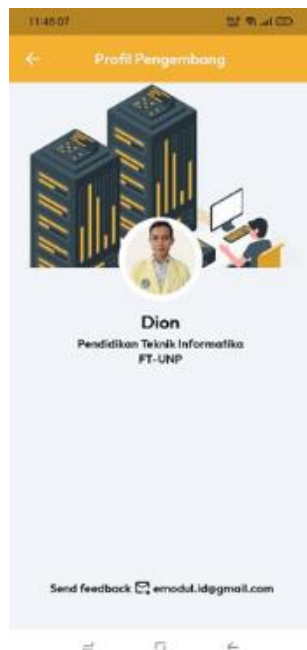 11:48:07
Profil Pengembang
Dion
Pendidikan Teknik Informatika
FT-UNP
Send feedback emodul.id@gmail.com